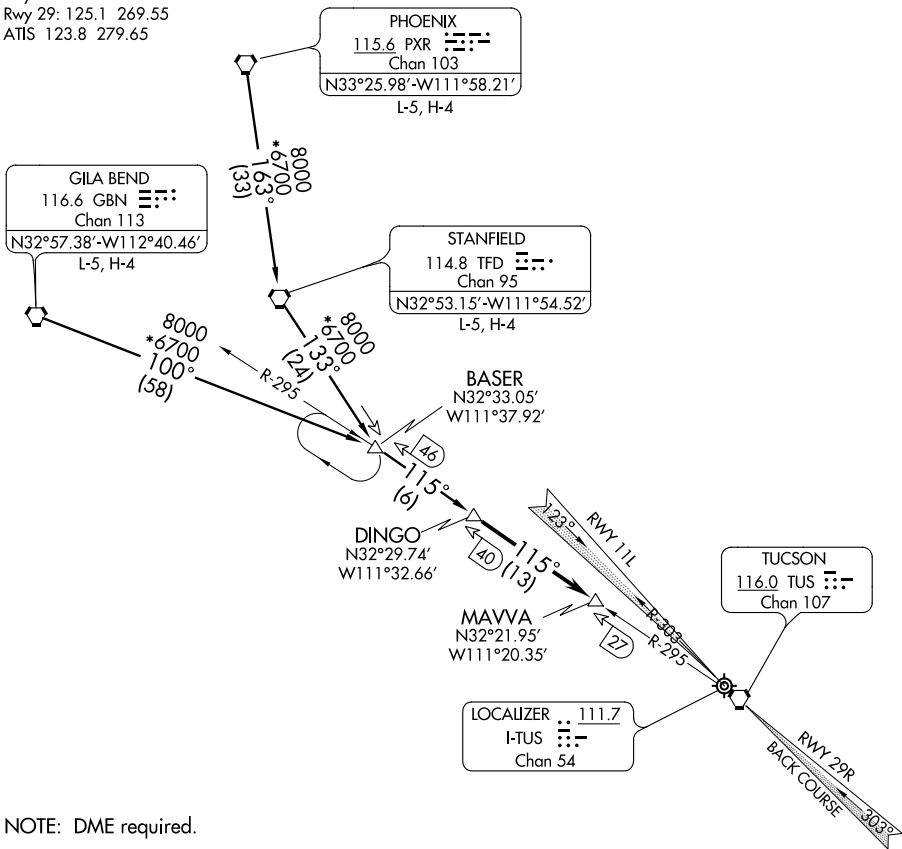 Rwy 29: 125.1 269.55
ATIS 123.8 279.65
PHOENIX
115.6 PXR
Chan 103
N33°25.98′-W111°58.21′
L-5, H-4
8000
*6700
163°
(33)
GILA BEND
116.6 GBN
Chan 113
N32°57.38′-W112°40.46′
L-5, H-4
STANFIELD
114.8 TFD
Chan 95
N32°53.15′-W111°54.52′
L-5, H-4
8000
*6700
100°
(58)
8000
*6700
133°
(24)
R-295
BASER
N32°33.05′
W111°37.92′
46
115°
(6)
DINGO
N32°29.74′
W111°32.66′
40
115°
(13)
123°
RWY 11L
MAVVA
N32°21.95′
W111°20.35′
27
R-303
R-295
TUCSON
116.0 TUS
Chan 107
LOCALIZER 111.7
I-TUS
Chan 54
RWY 29R
BACK COURSE
303°
NOTE: DME required.